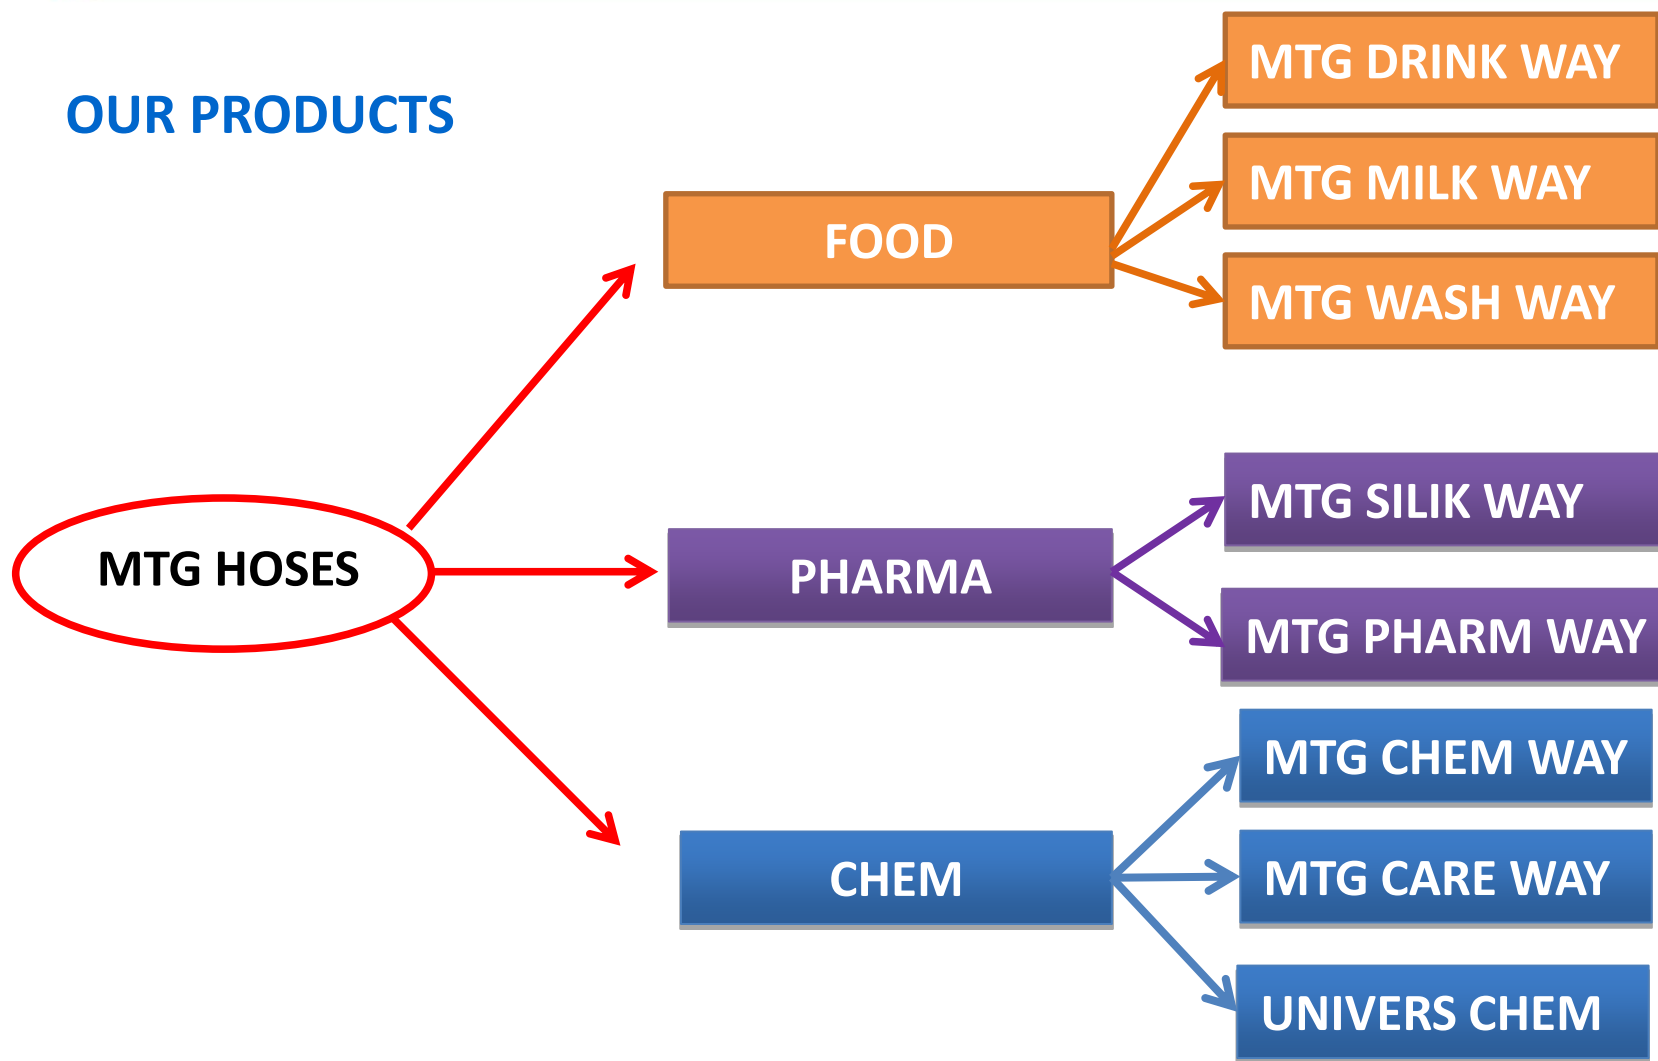 OUR PRODUCTS
MTG HOSES
FOOD
MTG DRINK WAY
MTG MILK WAY
MTG WASH WAY
PHARMA
MTG SILIK WAY
MTG PHARM WAY
CHEM
MTG CHEM WAY
MTG CARE WAY
UNIVERS CHEM